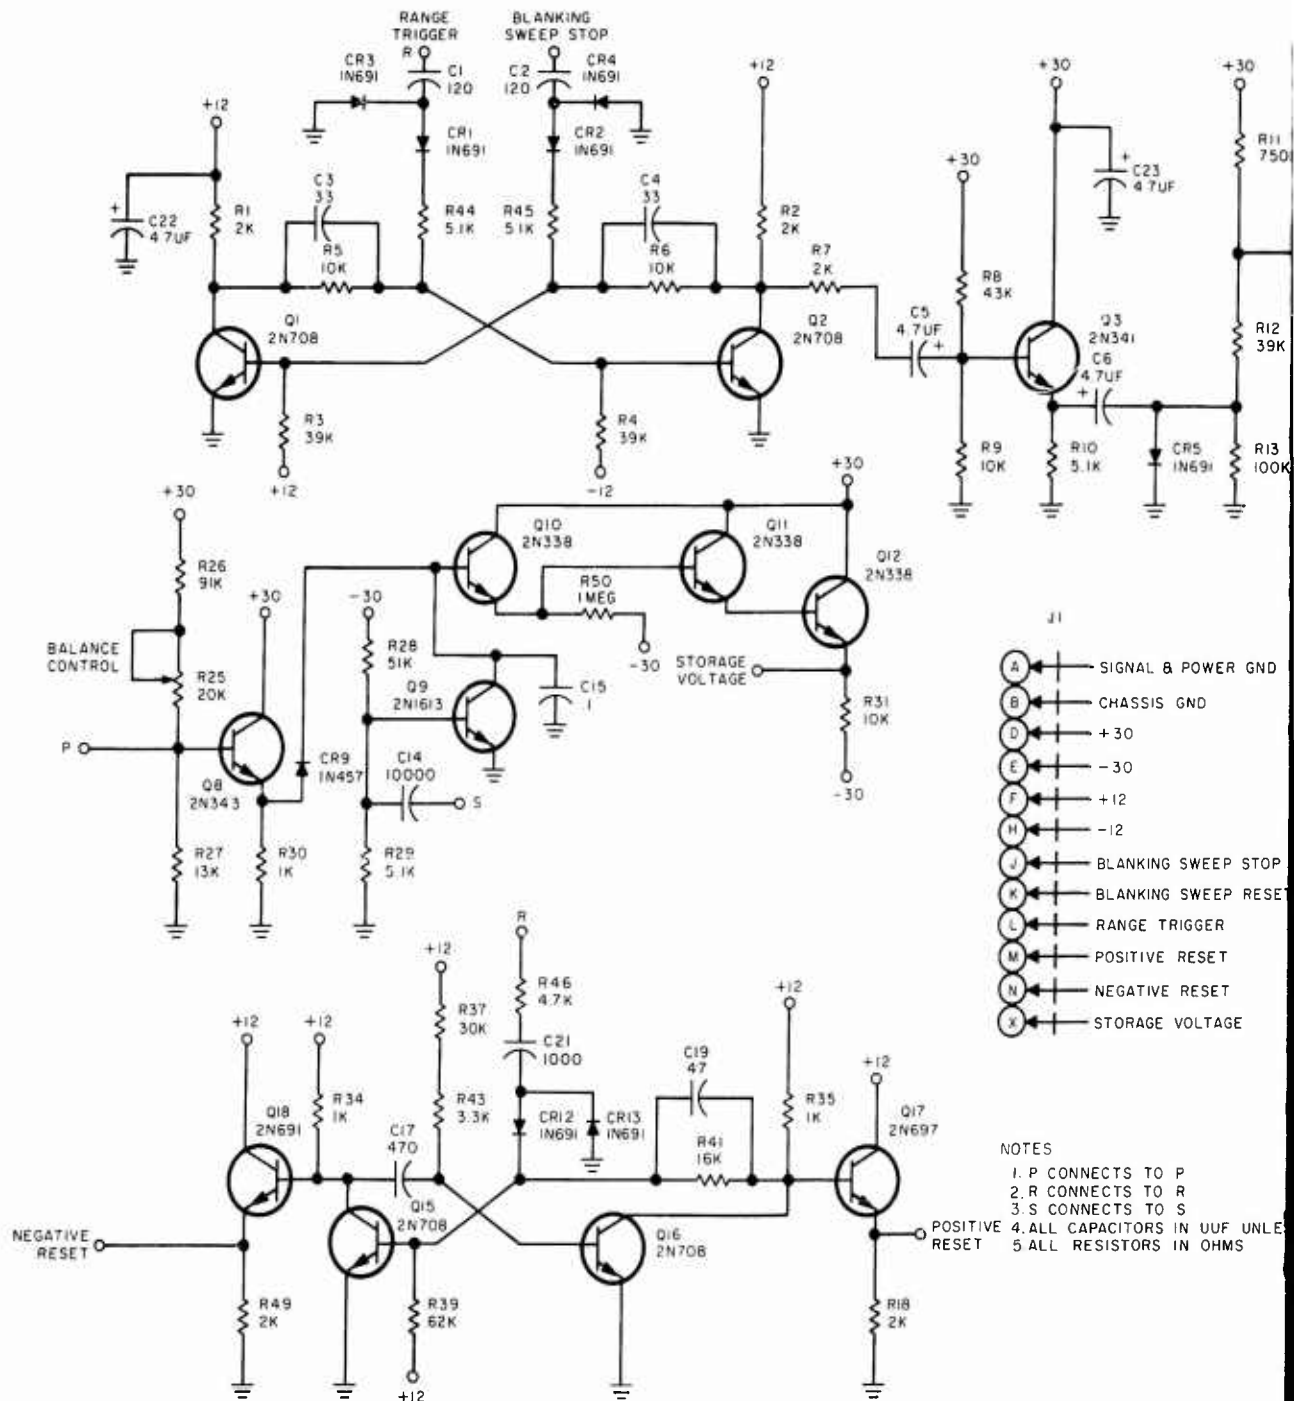 RANGE
TRIGGER
R
BLANKING
SWEEP STOP
CR3
1N691
C1
120
C2
120
CR4
1N691
+12
+12
+30
+30
CR1
1N691
CR2
1N691
R11
+30
C23
4.7UF
C3
33
C4
33
C22
4.7UF
R1
2K
R44
5.1K
R45
5.1K
R2
2K
R5
10K
R6
10K
R7
2K
R8
43K
Q1
2N708
Q2
2N708
C5
4.7UF
Q3
2N341
C6
4.7UF
R12
39K
R3
39K
R4
39K
R9
10K
R10
5.1K
CR5
1N691
R13
100K
+12
-12
+30
+30
Q10
2N338
Q11
2N338
Q12
2N338
R26
91K
+30
-30
R50
1MEG
BALANCE
CONTROL
R25
20K
R28
51K
Q9
2N1613
-30
STORAGE
VOLTAGE
C15
1
R31
10K
P
Q8
2N343
CR9
1N457
C14
10000
S
-30
R27
13K
R30
1K
R29
5.1K
J1
A SIGNAL & POWER GND
B CHASSIS GND
D +30
E -30
F +12
H -12
J BLANKING SWEEP STOP
K BLANKING SWEEP RESET
L RANGE TRIGGER
M POSITIVE RESET
N NEGATIVE RESET
X STORAGE VOLTAGE
R
+12
R46
4.7K
+12
+12
+12
R37
30K
C21
1000
C19
47
+12
Q18
2N691
R34
1K
R43
3.3K
CR12
1N691
CR13
1N691
R35
1K
Q17
2N697
C17
470
R41
16K
Q15
2N708
Q16
2N708
NEGATIVE
RESET
POSITIVE
RESET
R49
2K
R39
62K
R18
2K
+12
NOTES
1. P CONNECTS TO P
2. R CONNECTS TO R
3. S CONNECTS TO S
4. ALL CAPACITORS IN UUF
5 ALL RESISTORS IN OHMS